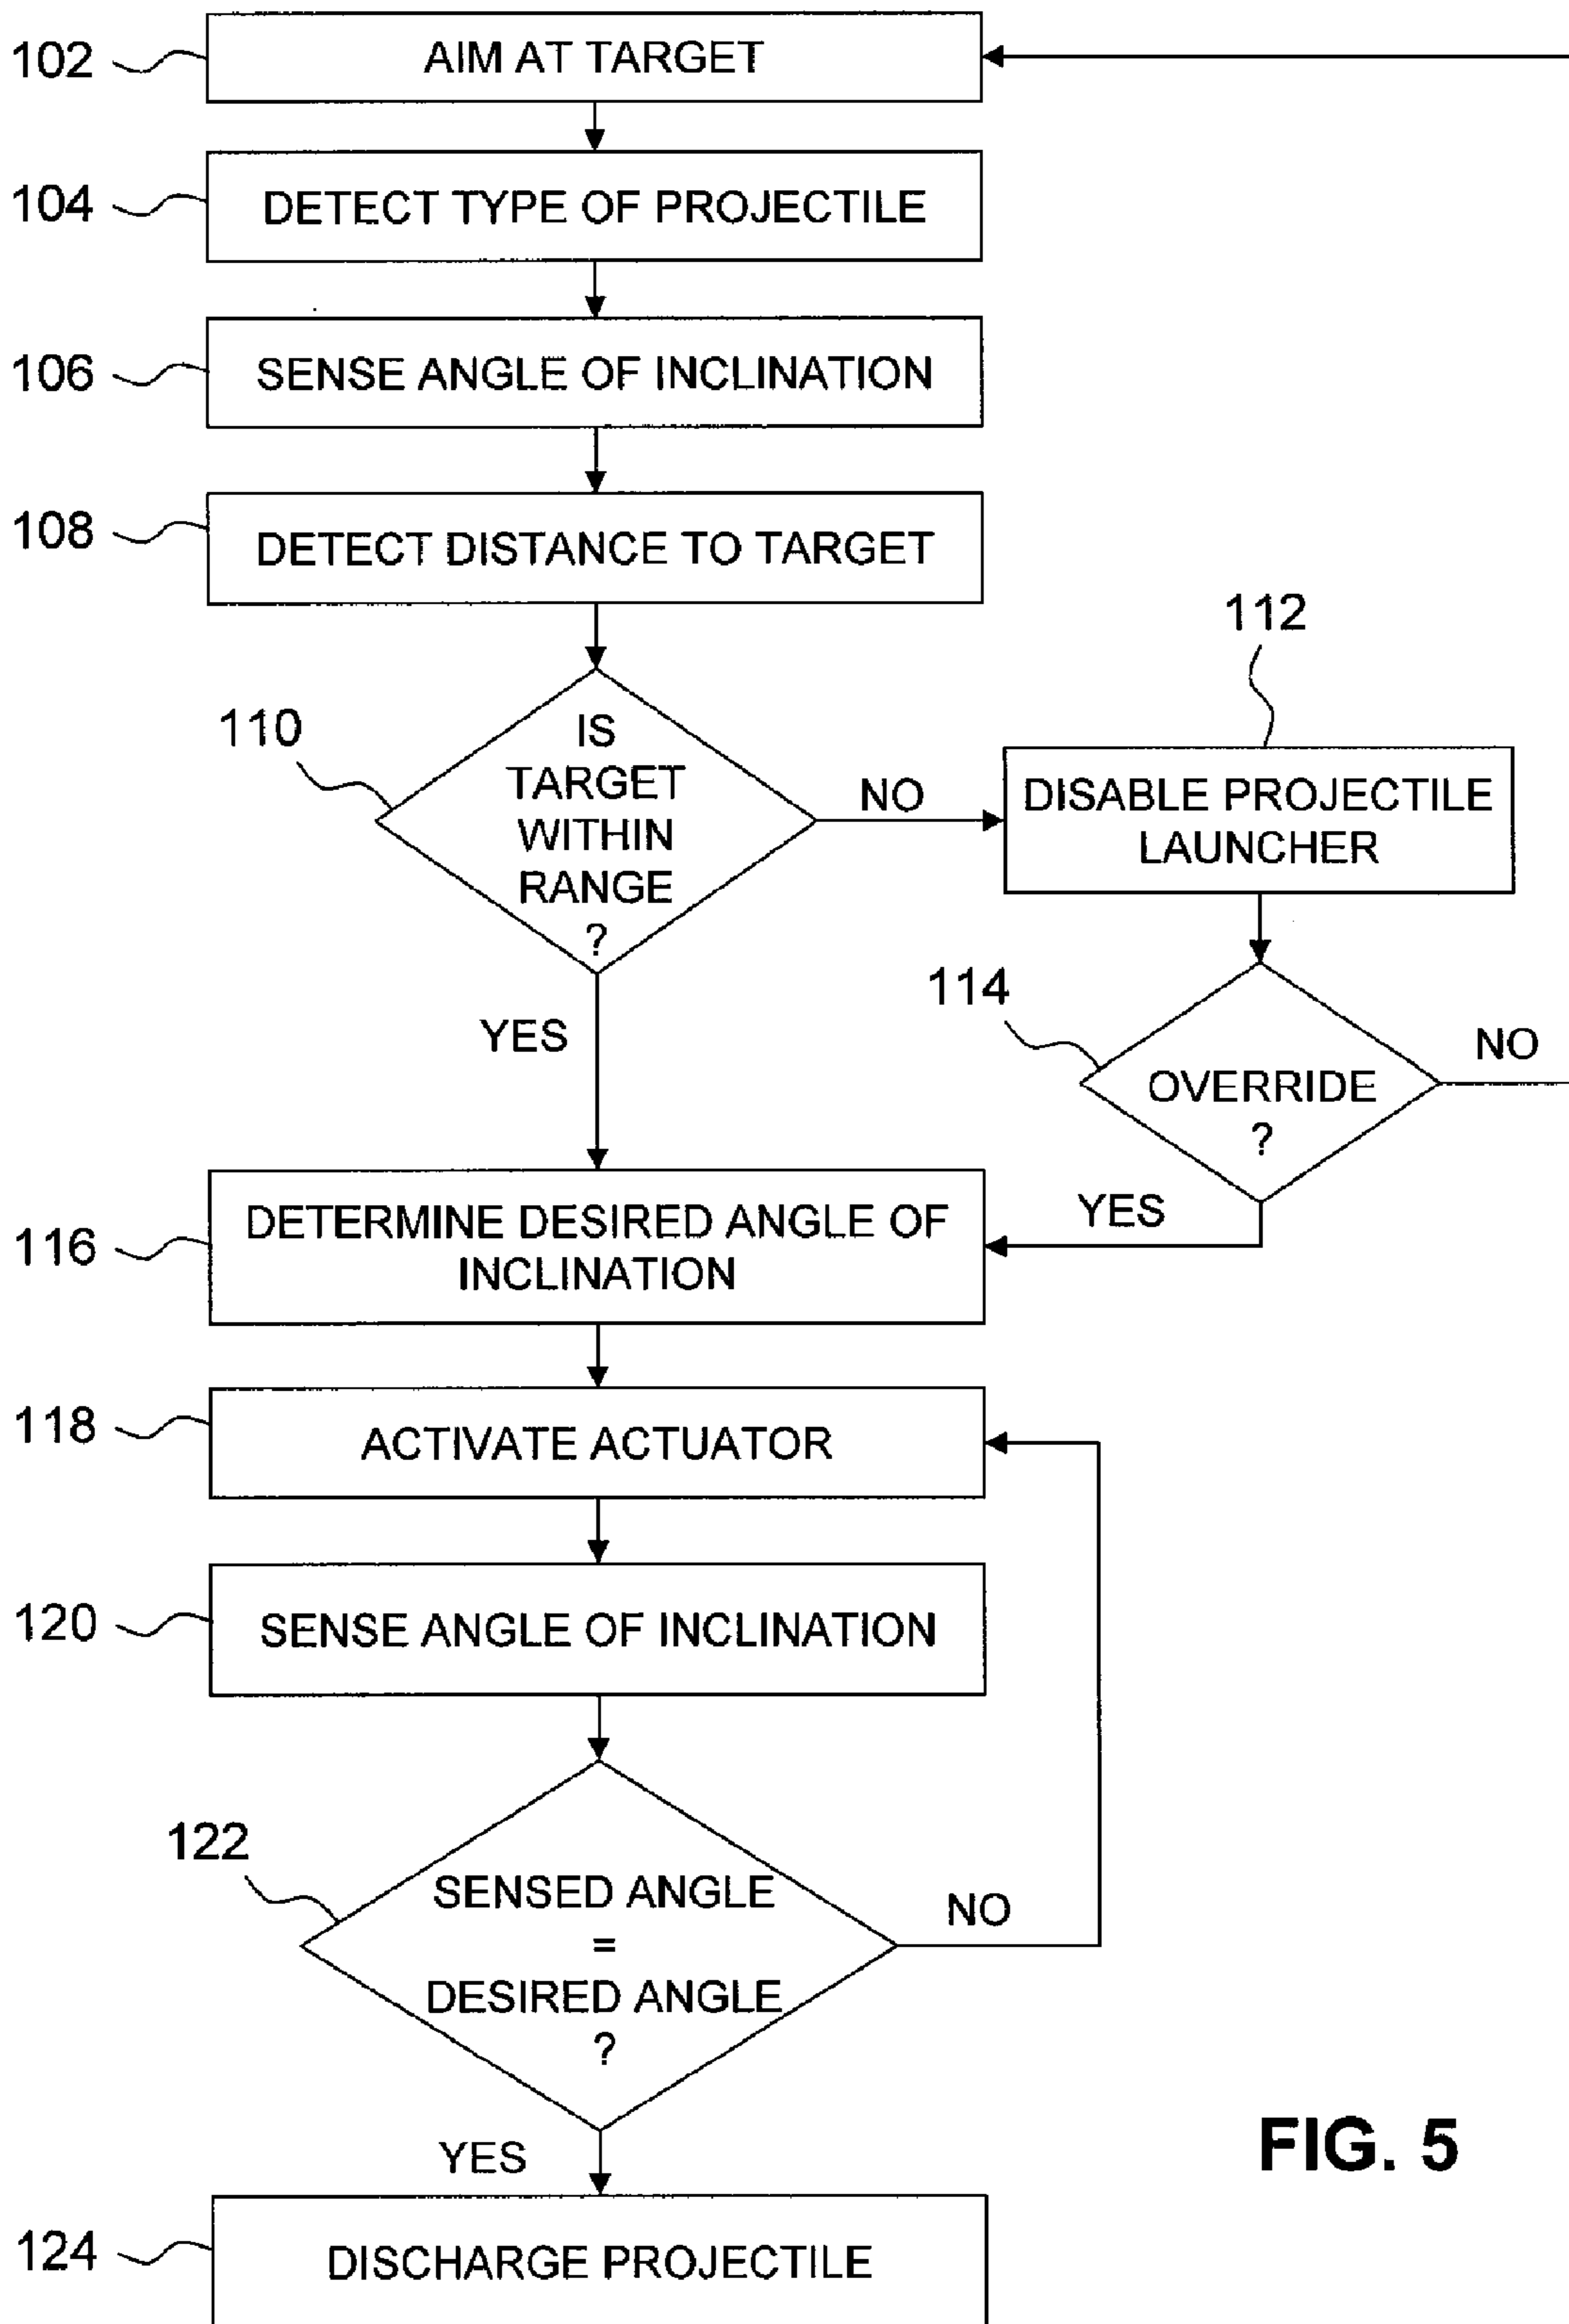 102
AIM AT TARGET
104
DETECT TYPE OF PROJECTILE
106
SENSE ANGLE OF INCLINATION
108
DETECT DISTANCE TO TARGET
110
IS
TARGET
WITHIN
RANGE
?
NO
112
DISABLE PROJECTILE
LAUNCHER
114
OVERRIDE
?
NO
YES
YES
116
DETERMINE DESIRED ANGLE OF
INCLINATION
118
ACTIVATE ACTUATOR
120
SENSE ANGLE OF INCLINATION
122
SENSED ANGLE
=
DESIRED ANGLE
?
NO
YES
124
DISCHARGE PROJECTILE
FIG. 5